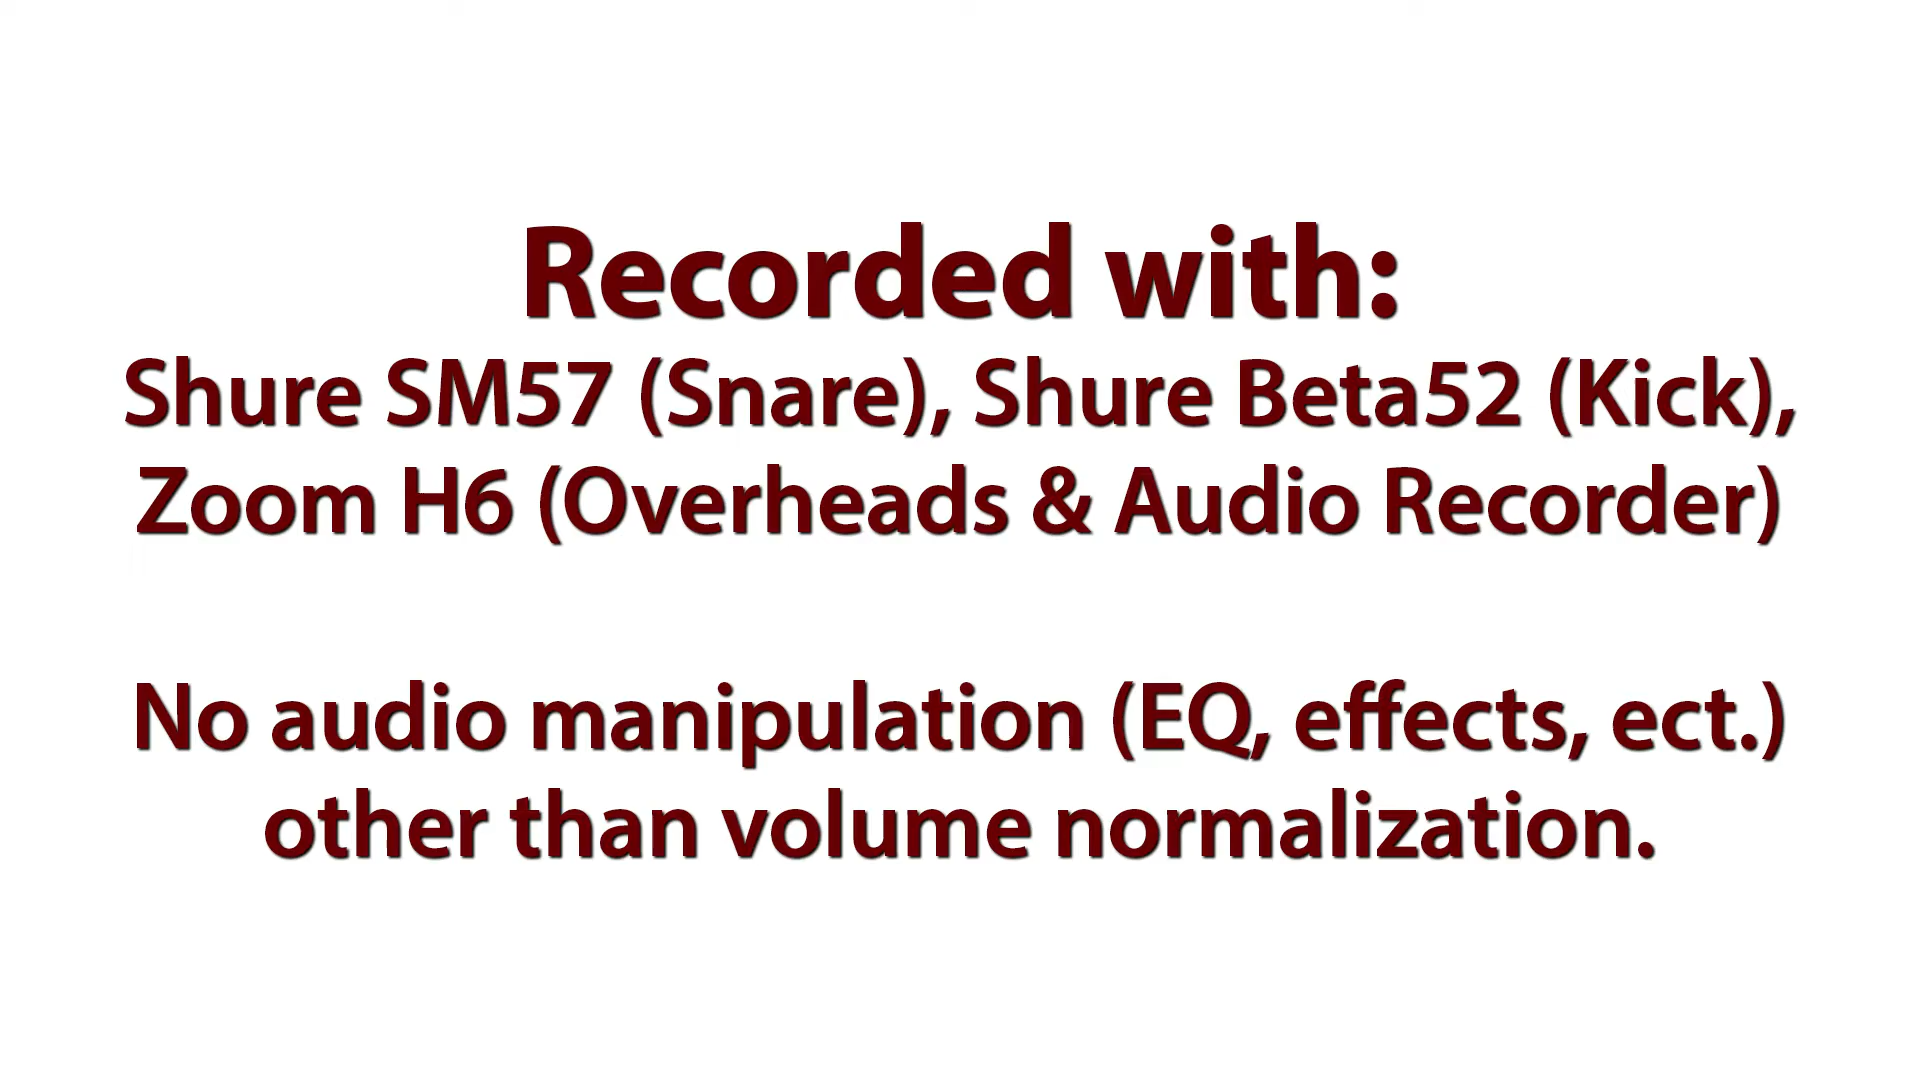 Recorded with:
Shure SM57 (Snare), Shure Beta52 (Kick),
Zoom H6 (Overheads & Audio Recorder)
No audio manipulation (EQ, effects, ect.)
other than volume normalization.